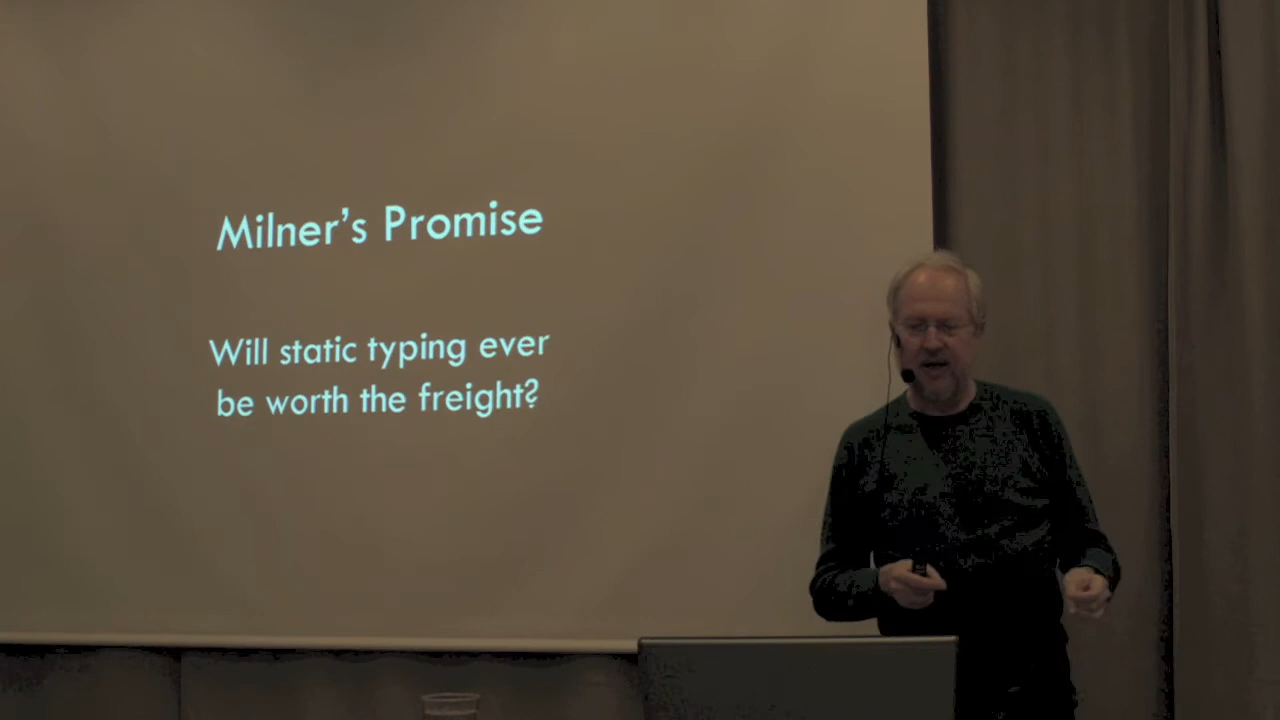 Milner’s Promise
Will static typing ever
be worth the freight?